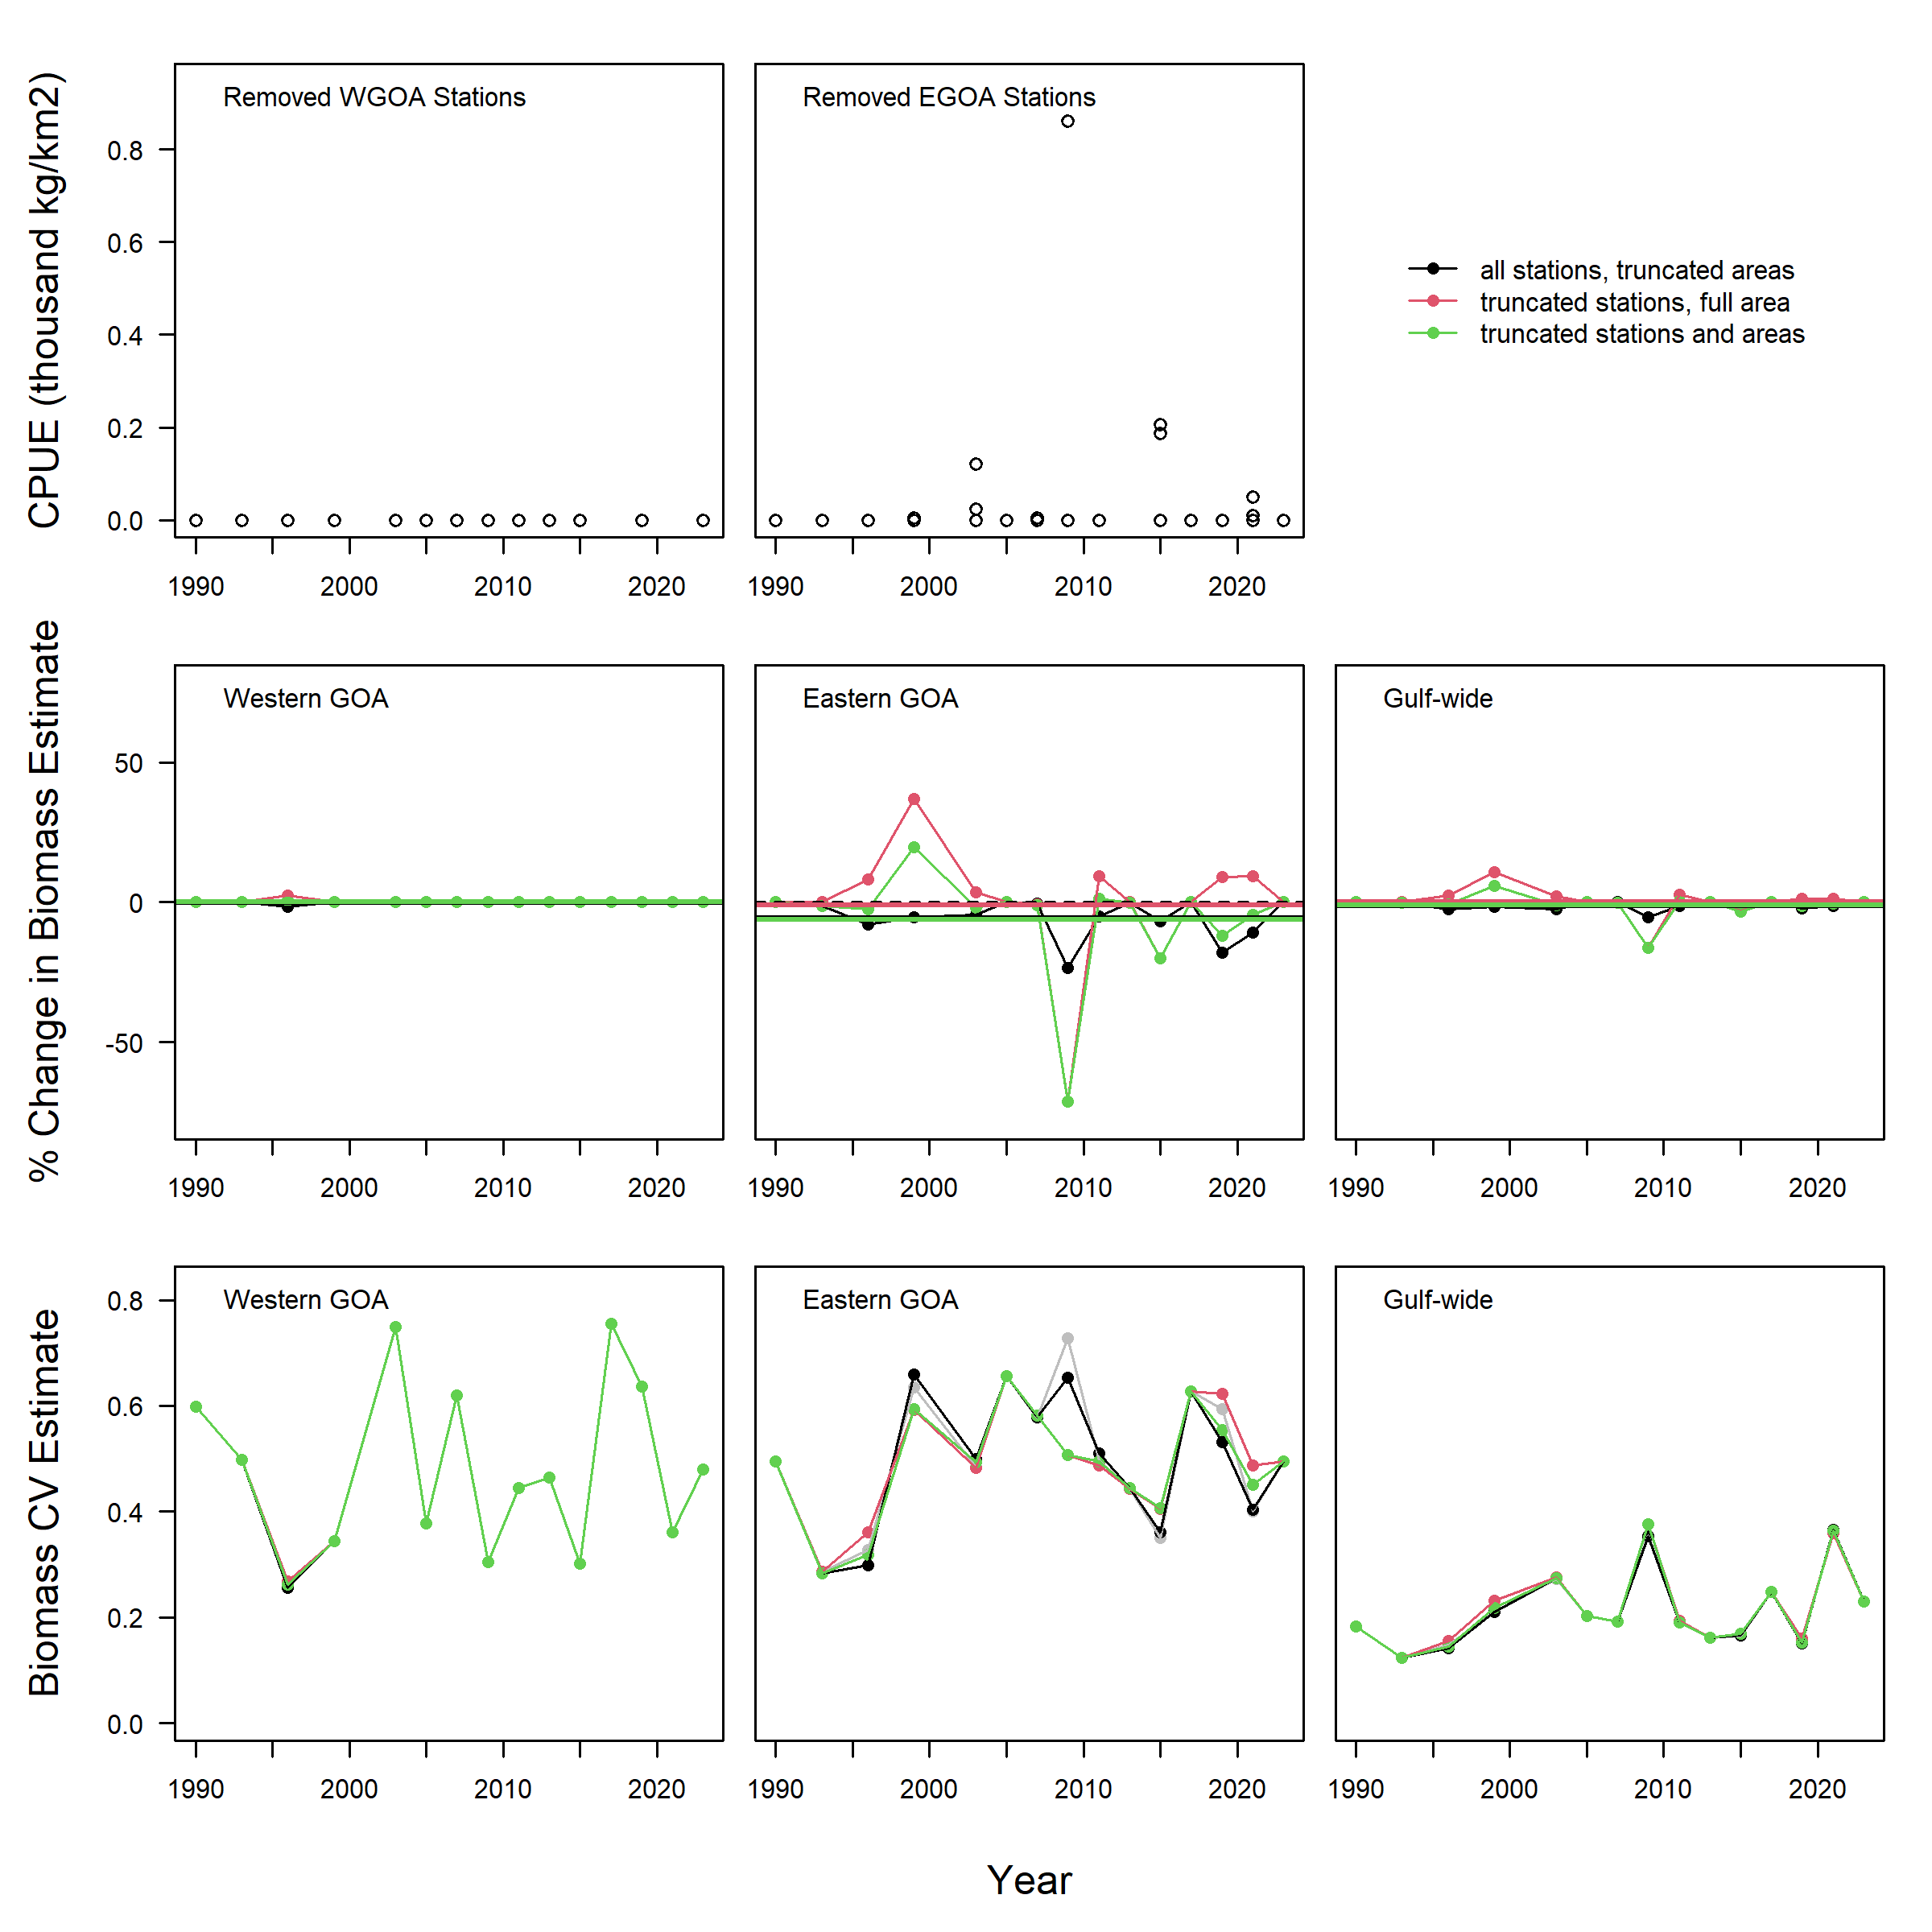 Removed WGOA Stations
Removed EGOA Stations
CPUE (thousand kg/km2)
0.8
0.6
0.4
0.2
0.0
all stations, truncated areas
truncated stations, full area
truncated stations and areas
1990 2000 2010 2020
1990 2000 2010 2020
% Change in Biomass Estimate
Western GOA
Eastern GOA
Gulf-wide
50
0
-50
1990 2000 2010 2020
1990 2000 2010 2020
1990 2000 2010 2020
Biomass CV Estimate
Western GOA
Eastern GOA
Gulf-wide
0.8
0.6
0.4
0.2
0.0
1990 2000 2010 2020
1990 2000 2010 2020
1990 2000 2010 2020
Year